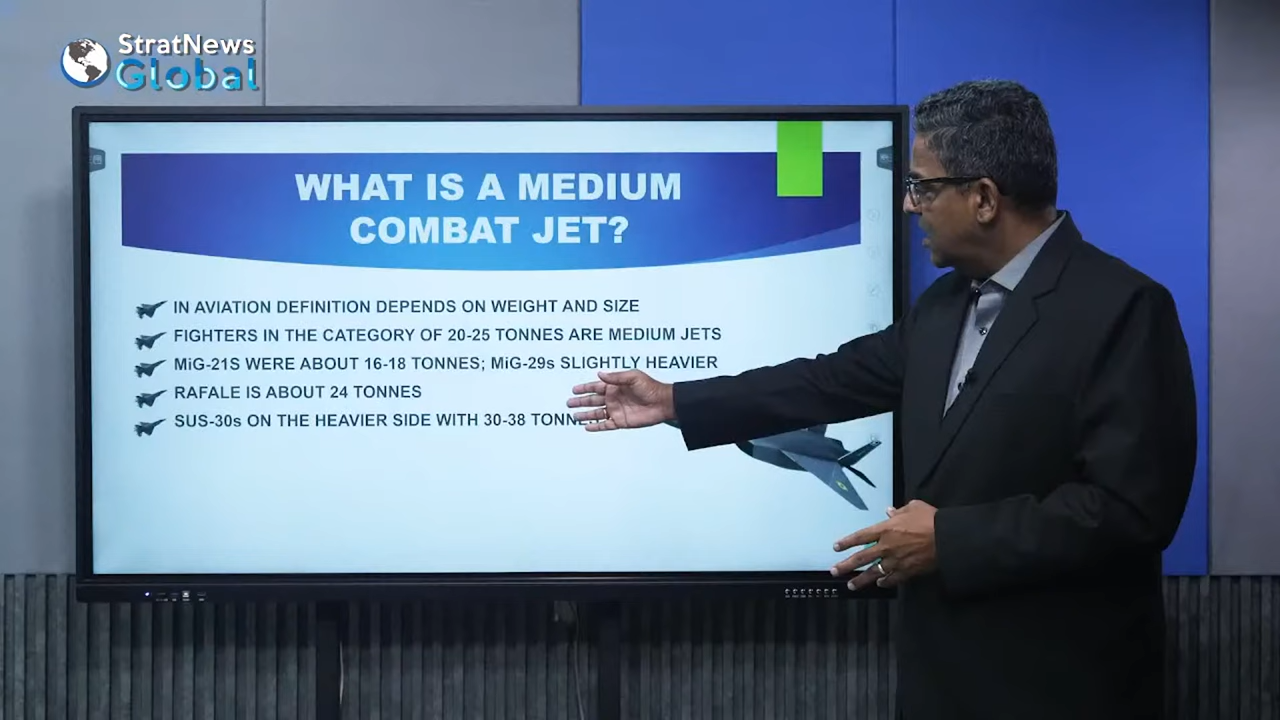 StratNews
Global
WHAT IS A MEDIUM
COMBAT JET?
IN AVIATION DEFINITION DEPENDS ON WEIGHT AND SIZE
FIGHTERS IN THE CATEGORY OF 20-25 TONNES ARE MEDIUM JETS
MiG-21S WERE ABOUT 16-18 TONNES; MiG-29s SLIGHTLY HEAVIER
RAFALE IS ABOUT 24 TONNES
SUS-30s ON THE HEAVIER SIDE WITH 30-38